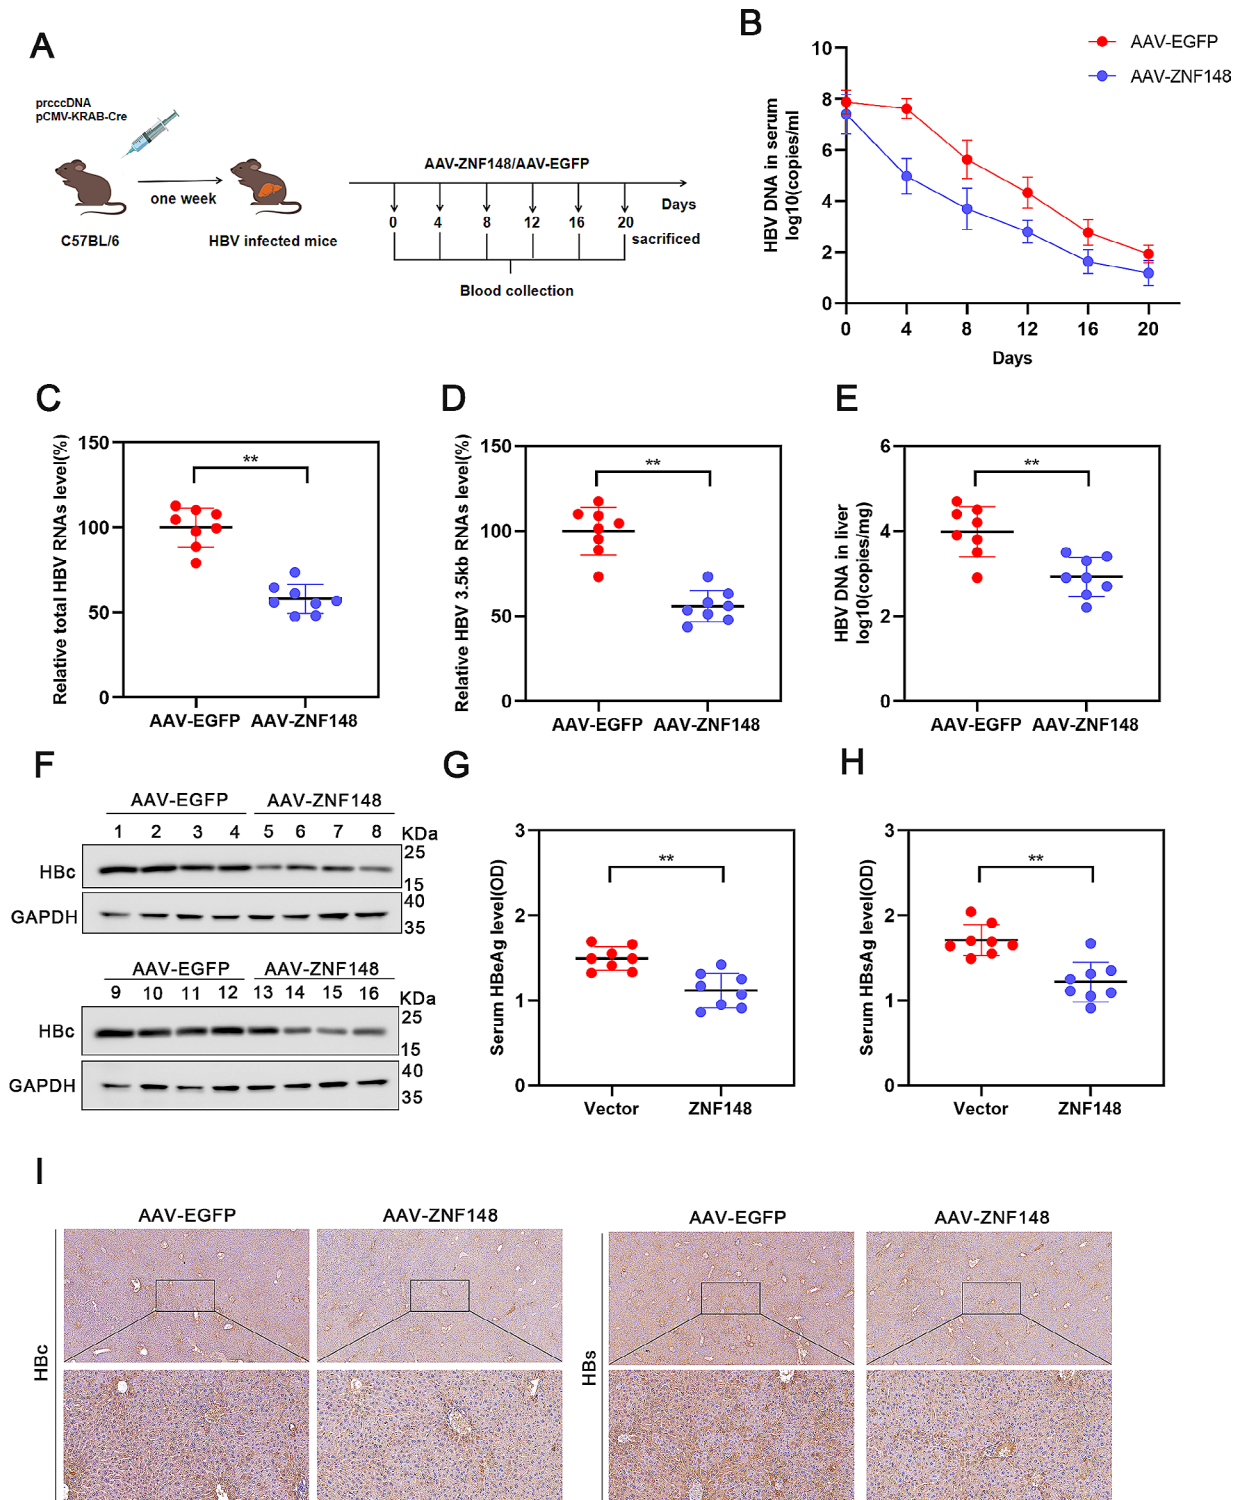 A
prcccDNA
pCMV-KRAB-Cre
one week
C57BL/6
HBV infected mice
AAV-ZNF148/AAV-EGFP
Days
0 4 8 12 16 20
sacrificed
Blood collection
B
AAV-EGFP
AAV-ZNF148
HBV DNA in serum
log10(copies/ml
10
8
6
4
2
0
0 4 8 12 16 20
Days
C
Relative total HBV RNAs level(%)
150
100
50
0
**
AAV-EGFP AAV-ZNF148
D
Relative HBV 3.5kb RNAs level(%)
150
100
50
0
**
AAV-EGFP AAV-ZNF148
E
HBV DNA in liver
log10(copies/mg)
6
4
2
0
**
AAV-EGFP AAV-ZNF148
F
AAV-EGFP AAV-ZNF148
1 2 3 4 5 6 7 8 KDa
HBc
25
15
GAPDH
40
35
AAV-EGFP AAV-ZNF148
9 10 11 12 13 14 15 16 KDa
HBc
25
15
GAPDH
40
35
G
Serum HBeAg level(OD)
3
2
1
0
**
Vector ZNF148
H
Serum HBsAg level(OD)
3
2
1
0
**
Vector ZNF148
I
AAV-EGFP AAV-ZNF148
HBc
AAV-EGFP AAV-ZNF148
HBs